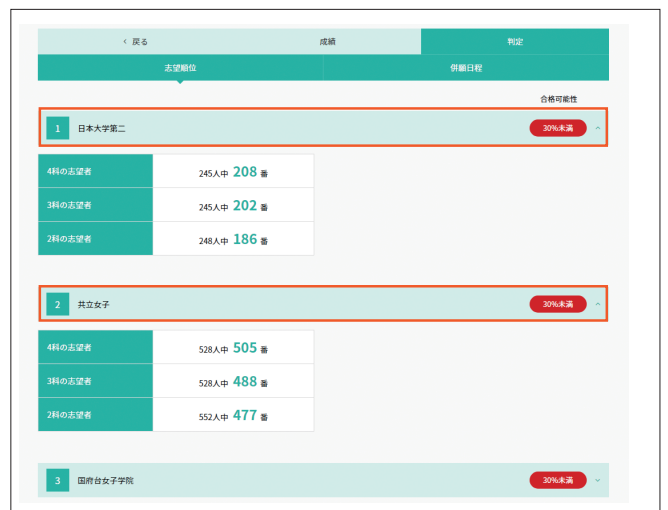 < 戻る 成績 判定
志望順位 併願日程
合格可能性
1 日本大学第二 30%未満
4科の志望者 245人中 208 番
3科の志望者 245人中 202 番
2科の志望者 248人中 186 番
2 共立女子 30%未満
4科の志望者 528人中 505 番
3科の志望者 528人中 488 番
2科の志望者 552人中 477 番
3 国府台女子学院 30%未満